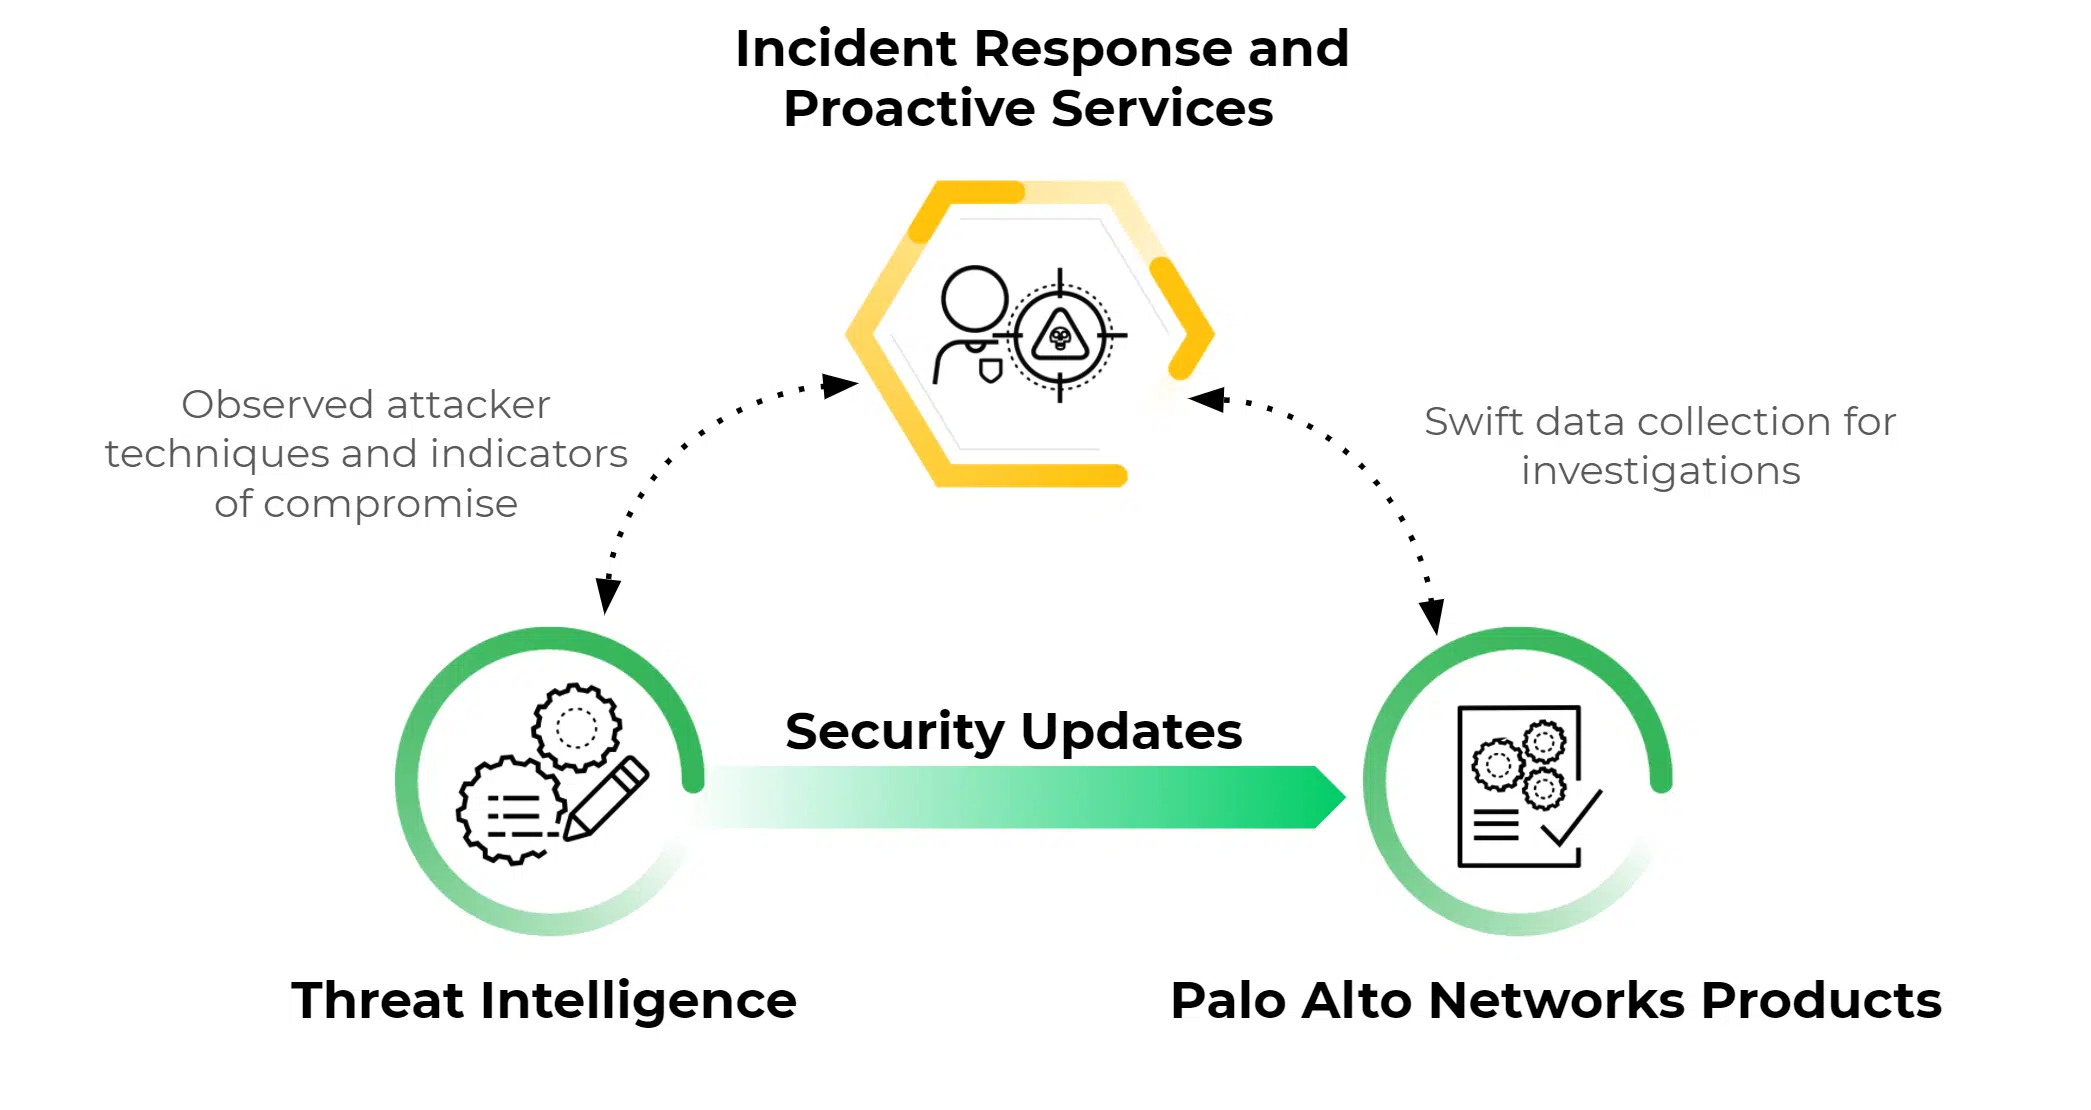 Incident Response and
Proactive Services
Observed attacker
techniques and indicators
of compromise
Swift data collection for
investigations
Security Updates
Threat Intelligence
Palo Alto Networks Products